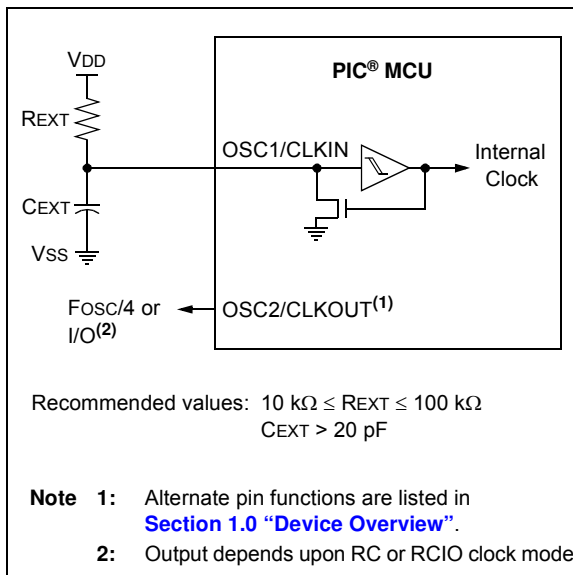 VDD
PIC® MCU
REXT
OSC1/CLKIN
Internal
Clock
CEXT
VSS
FOSC/4 or
I/O(2)
OSC2/CLKOUT(1)
Recommended values: 10 kΩ ≤ REXT ≤ 100 kΩ
CEXT > 20 pF
Note 1: Alternate pin functions are listed in
Section 1.0 “Device Overview”.
2: Output depends upon RC or RCIO clock mode